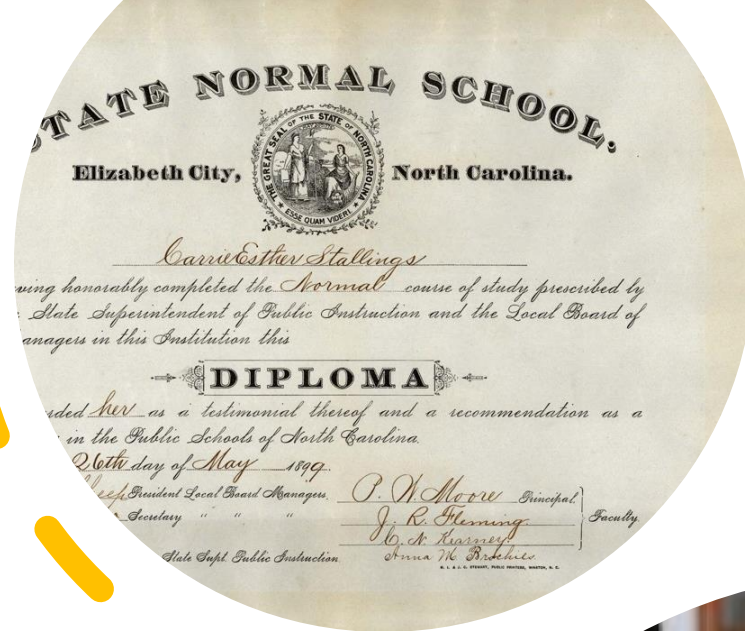 STATE NORMAL SCHOOL.
THE GREAT SEAL OF THE STATE OF NORTH CAROLINA
ESSE QUAM VIDERI
Elizabeth City, North Carolina.
Carrie Esther Stallings
ving honorably completed the Normal course of study prescribed by
State Superintendent of Public Instruction and the Local Board of
anagers in this Institution this
DIPLOMA
rded her as a testimonial thereof and a recommendation as a
in the Public Schools of North Carolina.
26th day of May 1899.
President Local Board Managers, P. W. Moore Principal
Secretary " " " J. R. Fleming Faculty.
C. N. Kearney
State Supt. Public Instruction. Anna M.